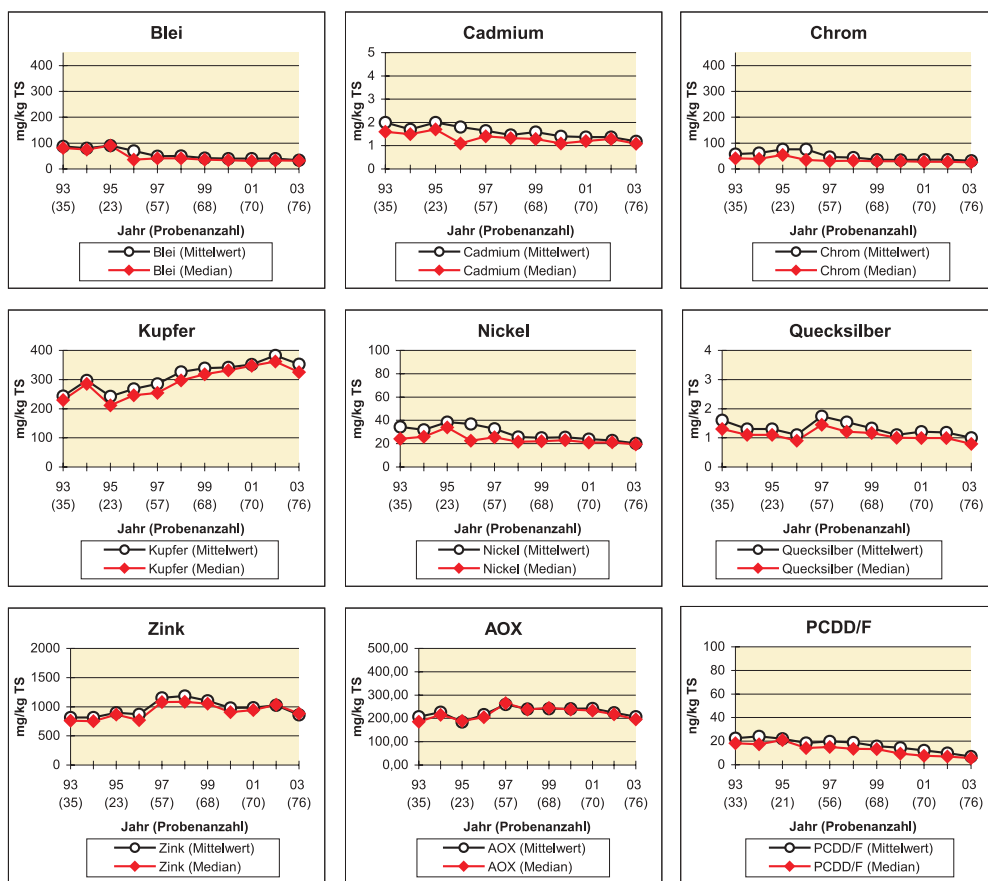 Blei
mg/kg TS
400
300
200
100
0
93 95 97 99 01 03
(35) (23) (57) (68) (70) (76)
Jahr (Probenanzahl)
Blei (Mittelwert)
Blei (Median)
Cadmium
mg/kg TS
5
4
3
2
1
0
93 95 97 99 01 03
(35) (23) (57) (68) (70) (76)
Jahr (Probenanzahl)
Cadmium (Mittelwert)
Cadmium (Median)
Chrom
mg/kg TS
400
300
200
100
0
93 95 97 99 01 03
(35) (23) (57) (68) (70) (76)
Jahr (Probenanzahl)
Chrom (Mittelwert)
Chrom (Median)
Kupfer
mg/kg TS
400
300
200
100
0
93 95 97 99 01 03
(35) (23) (57) (68) (70) (76)
Jahr (Probenanzahl)
Kupfer (Mittelwert)
Kupfer (Median)
Nickel
mg/kg TS
100
80
60
40
20
0
93 95 97 99 01 03
(35) (23) (57) (68) (70) (76)
Jahr (Probenanzahl)
Nickel (Mittelwert)
Nickel (Median)
Quecksilber
mg/kg TS
4
3
2
1
0
93 95 97 99 01 03
(35) (23) (57) (68) (70) (76)
Jahr (Probenanzahl)
Quecksilber (Mittelwert)
Quecksilber (Median)
Zink
mg/kg TS
2000
1500
1000
500
0
93 95 97 99 01 03
(35) (23) (57) (68) (70) (76)
Jahr (Probenanzahl)
Zink (Mittelwert)
Zink (Median)
AOX
mg/kg TS
500,00
400,00
300,00
200,00
100,00
0,00
93 95 97 99 01 03
(35) (23) (57) (68) (70) (76)
Jahr (Probenanzahl)
AOX (Mittelwert)
AOX (Median)
PCDD/F
ng/kg TS
100
80
60
40
20
0
93 95 97 99 01 03
(33) (21) (56) (68) (70) (76)
Jahr (Probenanzahl)
PCDD/F (Mittelwert)
PCDD/F (Median)